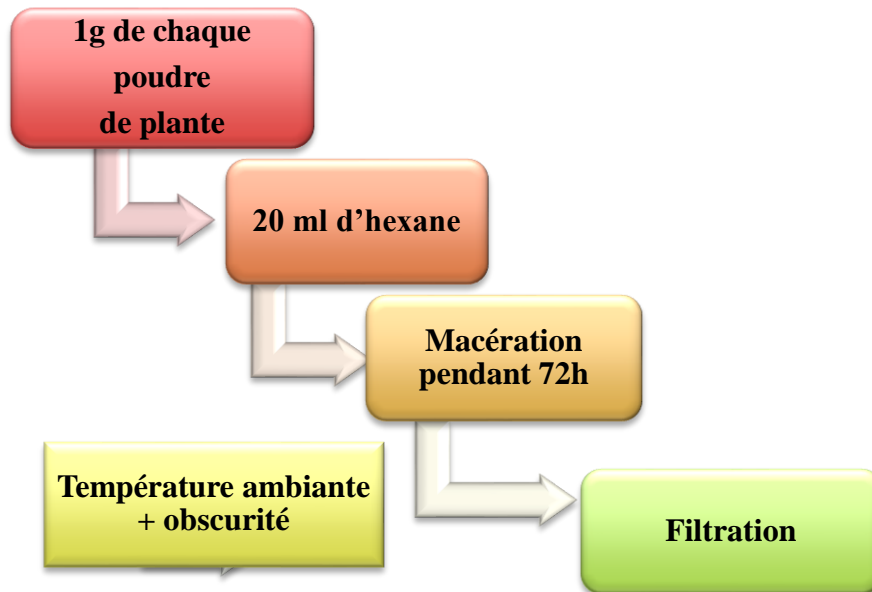 1g de chaque
poudre
de plante
20 ml d’hexane
Macération
pendant 72h
Température ambiante
+ obscurité
Filtration